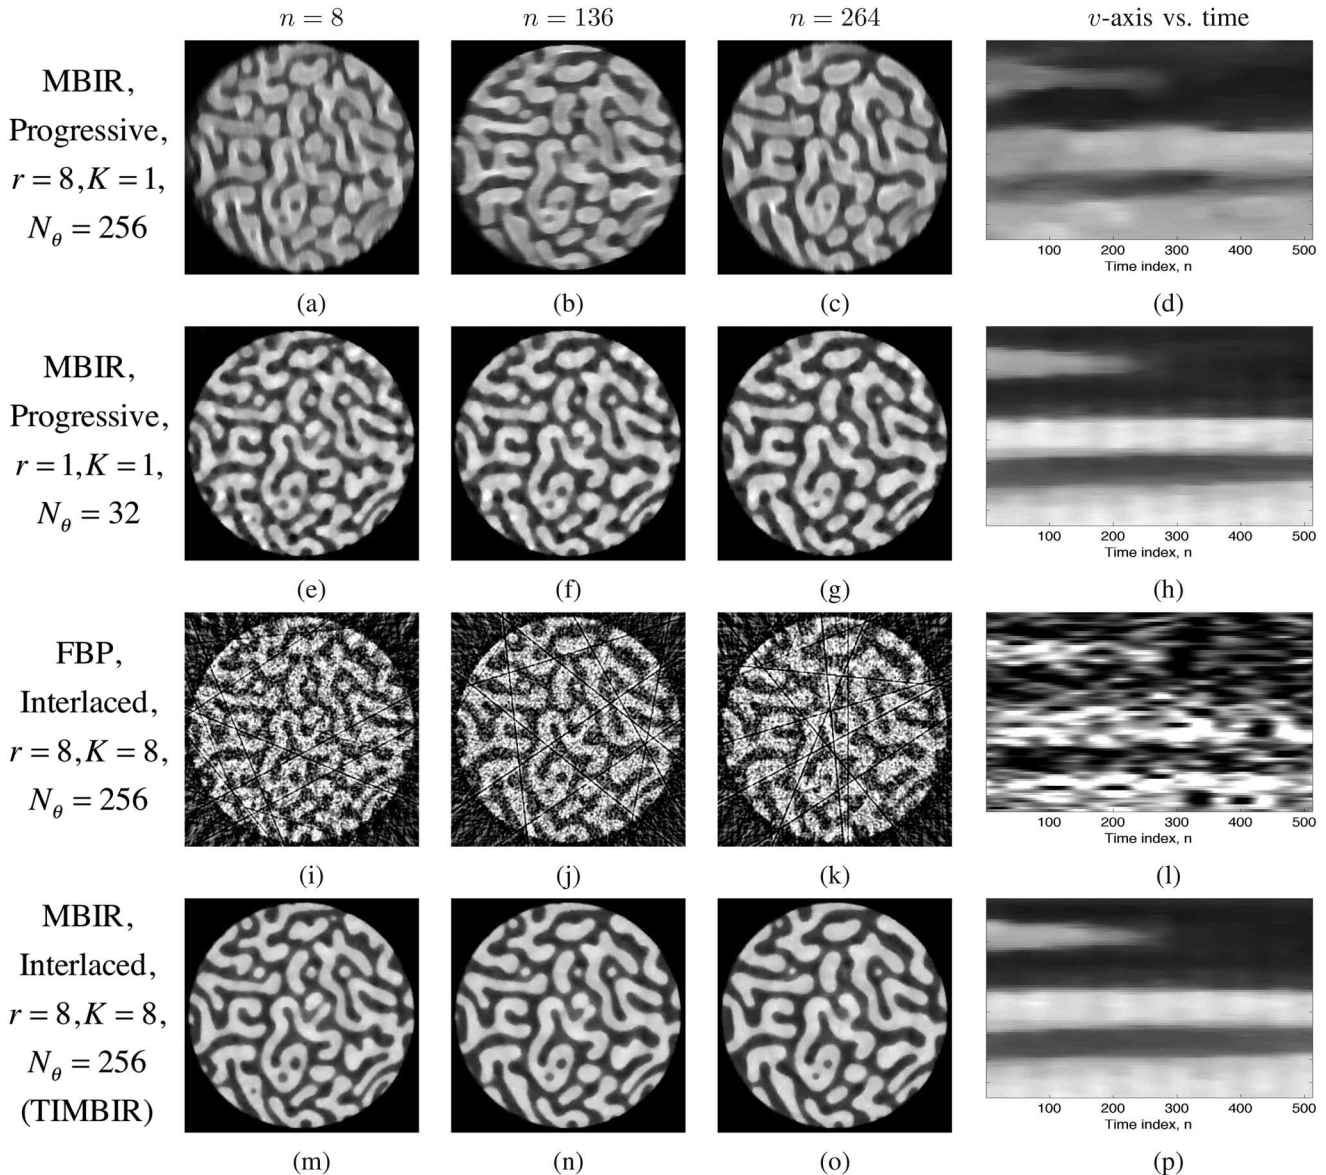 n = 8
n = 136
n = 264
v-axis vs. time
MBIR,
Progressive,
r = 8, K = 1,
N_θ = 256
100 200 300 400 500
Time index, n
(a)
(b)
(c)
(d)
MBIR,
Progressive,
r = 1, K = 1,
N_θ = 32
100 200 300 400 500
Time index, n
(e)
(f)
(g)
(h)
FBP,
Interlaced,
r = 8, K = 8,
N_θ = 256
100 200 300 400 500
Time index, n
(i)
(j)
(k)
(l)
MBIR,
Interlaced,
r = 8, K = 8,
N_θ = 256
(TIMBIR)
100 200 300 400 500
Time index, n
(m)
(n)
(o)
(p)